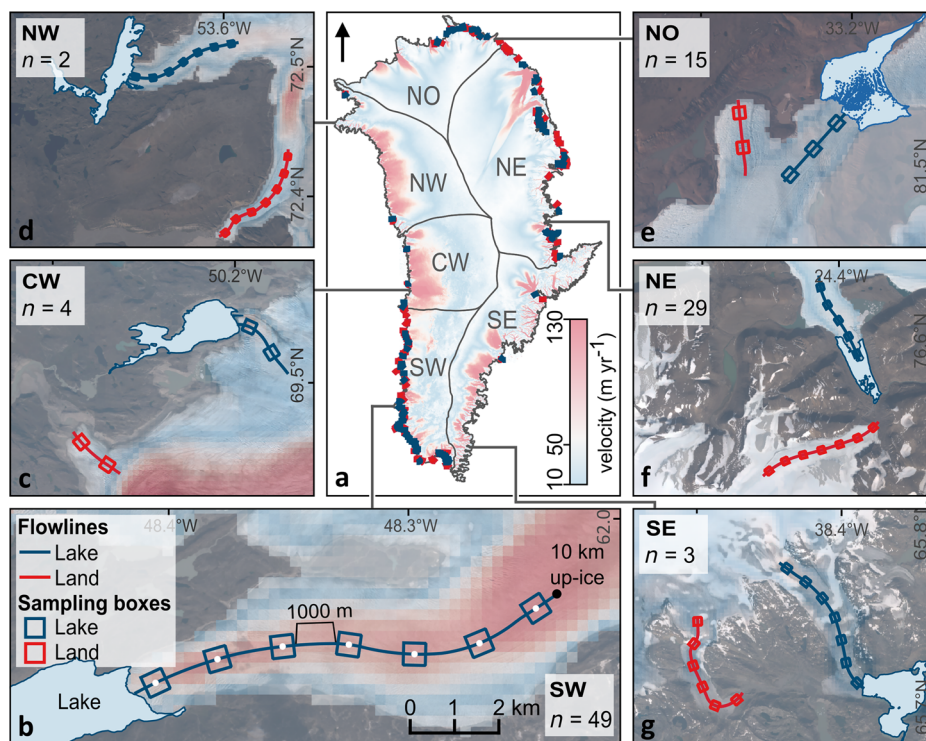 NW
n = 2
53.6°W
72.5°N
72.4°N
d
NO
NE
NW
CW
SE
SW
130
50
10
velocity (m yr⁻¹)
a
NO
n = 15
33.2°W
81.5°N
e
CW
n = 4
50.2°W
69.5°N
c
NE
n = 29
24.4°W
76.6°N
f
48.4°W
48.3°W
62.0
Flowlines
Lake
Land
Sampling boxes
Lake
Land
1000 m
10 km
up-ice
Lake
0 1 2 km
SW
n = 49
b
SE
n = 3
38.4°W
65.8°N
65.7°N
g